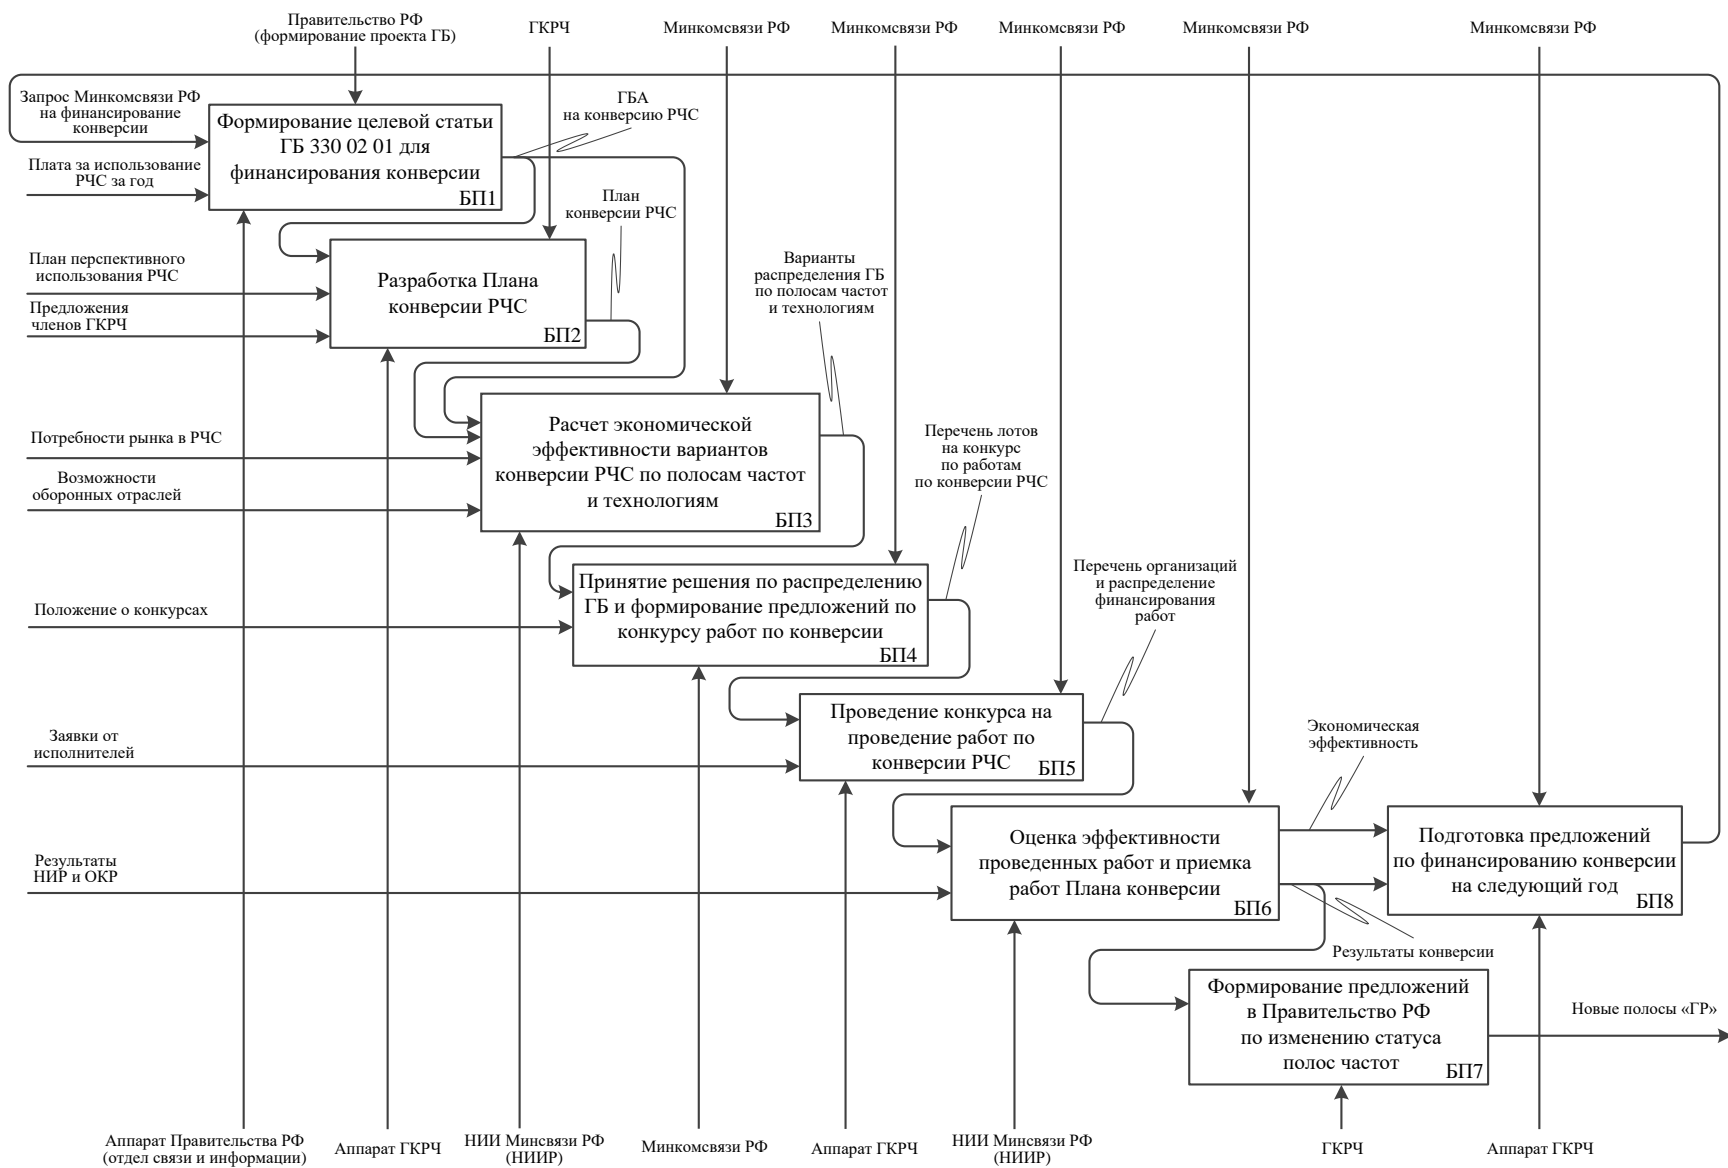 Правительство РФ
(формирование проекта ГБ)
ГКРЧ
Минкомсвязи РФ
Минкомсвязи РФ
Минкомсвязи РФ
Минкомсвязи РФ
Минкомсвязи РФ
Запрос Минкомсвязи РФ
на финансирование
конверсии
Плата за использование
РЧС за год
Формирование целевой статьи
ГБ 330 02 01 для
финансирования конверсии
БП1
ГБА
на конверсию РЧС
План
конверсии РЧС
План перспективного
использования РЧС
Предложения
членов ГКРЧ
Разработка Плана
конверсии РЧС
БП2
Варианты
распределения ГБ
по полосам частот
и технологиям
Потребности рынка в РЧС
Возможности
оборонных отраслей
Расчет экономической
эффективности вариантов
конверсии РЧС по полосам частот
и технологиям
БП3
Перечень лотов
на конкурс
по работам
по конверсии РЧС
Положение о конкурсах
Принятие решения по распределению
ГБ и формирование предложений по
конкурсу работ по конверсии
БП4
Перечень организаций
и распределение
финансирования
работ
Заявки от
исполнителей
Проведение конкурса на
проведение работ по
конверсии РЧС
БП5
Экономическая
эффективность
Результаты
НИР и ОКР
Оценка эффективности
проведенных работ и приемка
работ Плана конверсии
БП6
Подготовка предложений
по финансированию конверсии
на следующий год
БП8
Результаты конверсии
Формирование предложений
в Правительство РФ
по изменению статуса
полос частот
БП7
Новые полосы «ГР»
Аппарат Правительства РФ
(отдел связи и информации)
Аппарат ГКРЧ
НИИ Минсвязи РФ
(НИИР)
Минкомсвязи РФ
Аппарат ГКРЧ
НИИ Минсвязи РФ
(НИИР)
ГКРЧ
Аппарат ГКРЧ